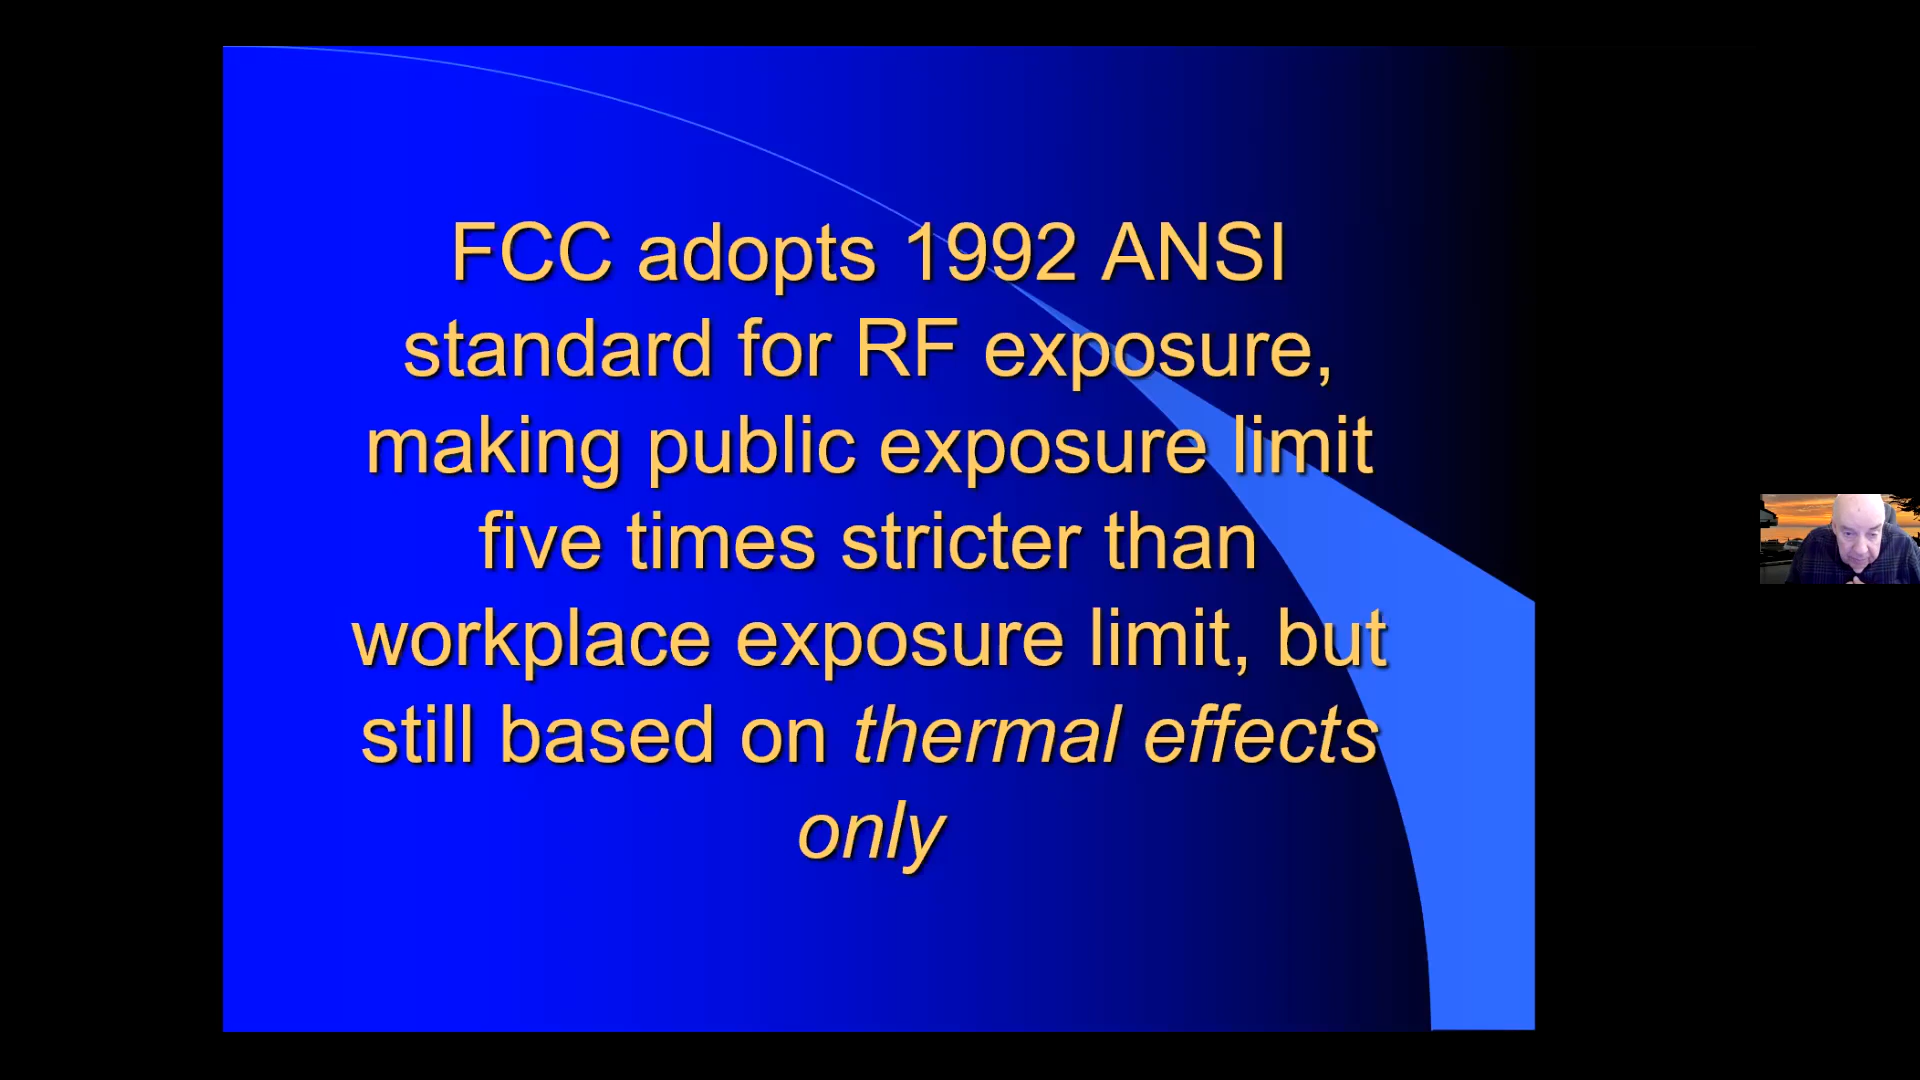 FCC adopts 1992 ANSI
standard for RF exposure,
making public exposure limit
five times stricter than
workplace exposure limit, but
still based on thermal effects
only